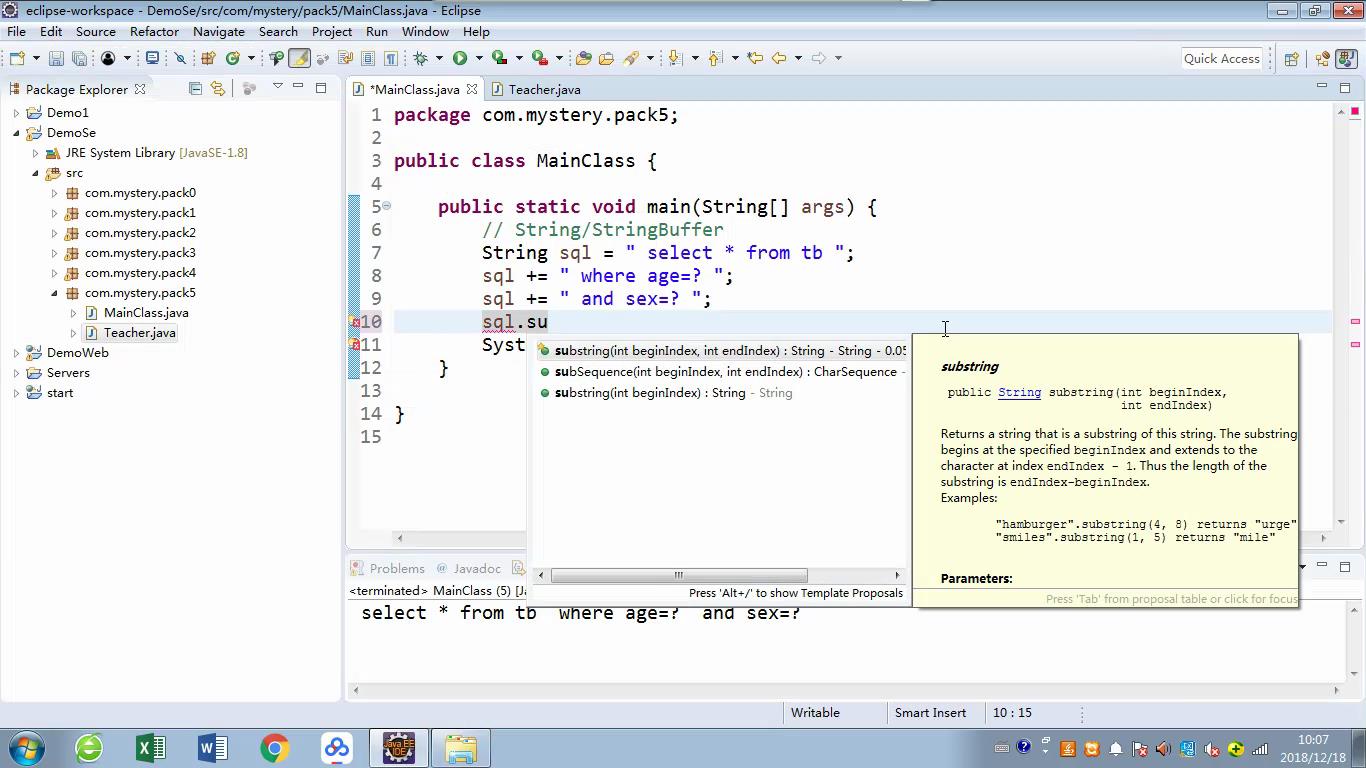 eclipse-workspace - DemoSe/src/com/mystery/pack5/MainClass.java - Eclipse
File Edit Source Refactor Navigate Search Project Run Window Help
Quick Access
Package Explorer
*MainClass.java
Teacher.java
Demo1
DemoSe
JRE System Library [JavaSE-1.8]
src
com.mystery.pack0
com.mystery.pack1
com.mystery.pack2
com.mystery.pack3
com.mystery.pack4
com.mystery.pack5
MainClass.java
Teacher.java
DemoWeb
Servers
start
1 package com.mystery.pack5;
2
3 public class MainClass {
4
5 public static void main(String[] args) {
6 // String/StringBuffer
7 String sql = " select * from tb ";
8 sql += " where age=? ";
9 sql += " and sex=? ";
10 sql.su
11 Syst
12 }
13
14 }
15
substring(int beginIndex, int endIndex) : String - String - 0.05
subSequence(int beginIndex, int endIndex) : CharSequence -
substring(int beginIndex) : String - String
Press 'Alt+/' to show Template Proposals
substring
public String substring(int beginIndex,
int endIndex)
Returns a string that is a substring of this string. The substring
begins at the specified beginIndex and extends to the
character at index endIndex - 1. Thus the length of the
substring is endIndex-beginIndex.
Examples:
"hamburger".substring(4, 8) returns "urge"
"smiles".substring(1, 5) returns "mile"
Parameters:
Press 'Tab' from proposal table or click for focus
Problems @ Javadoc
<terminated> MainClass (5) [Ja
select * from tb  where age=?  and sex=?
Writable
Smart Insert
10 : 15
Java EE
IDE
10:07
2018/12/18